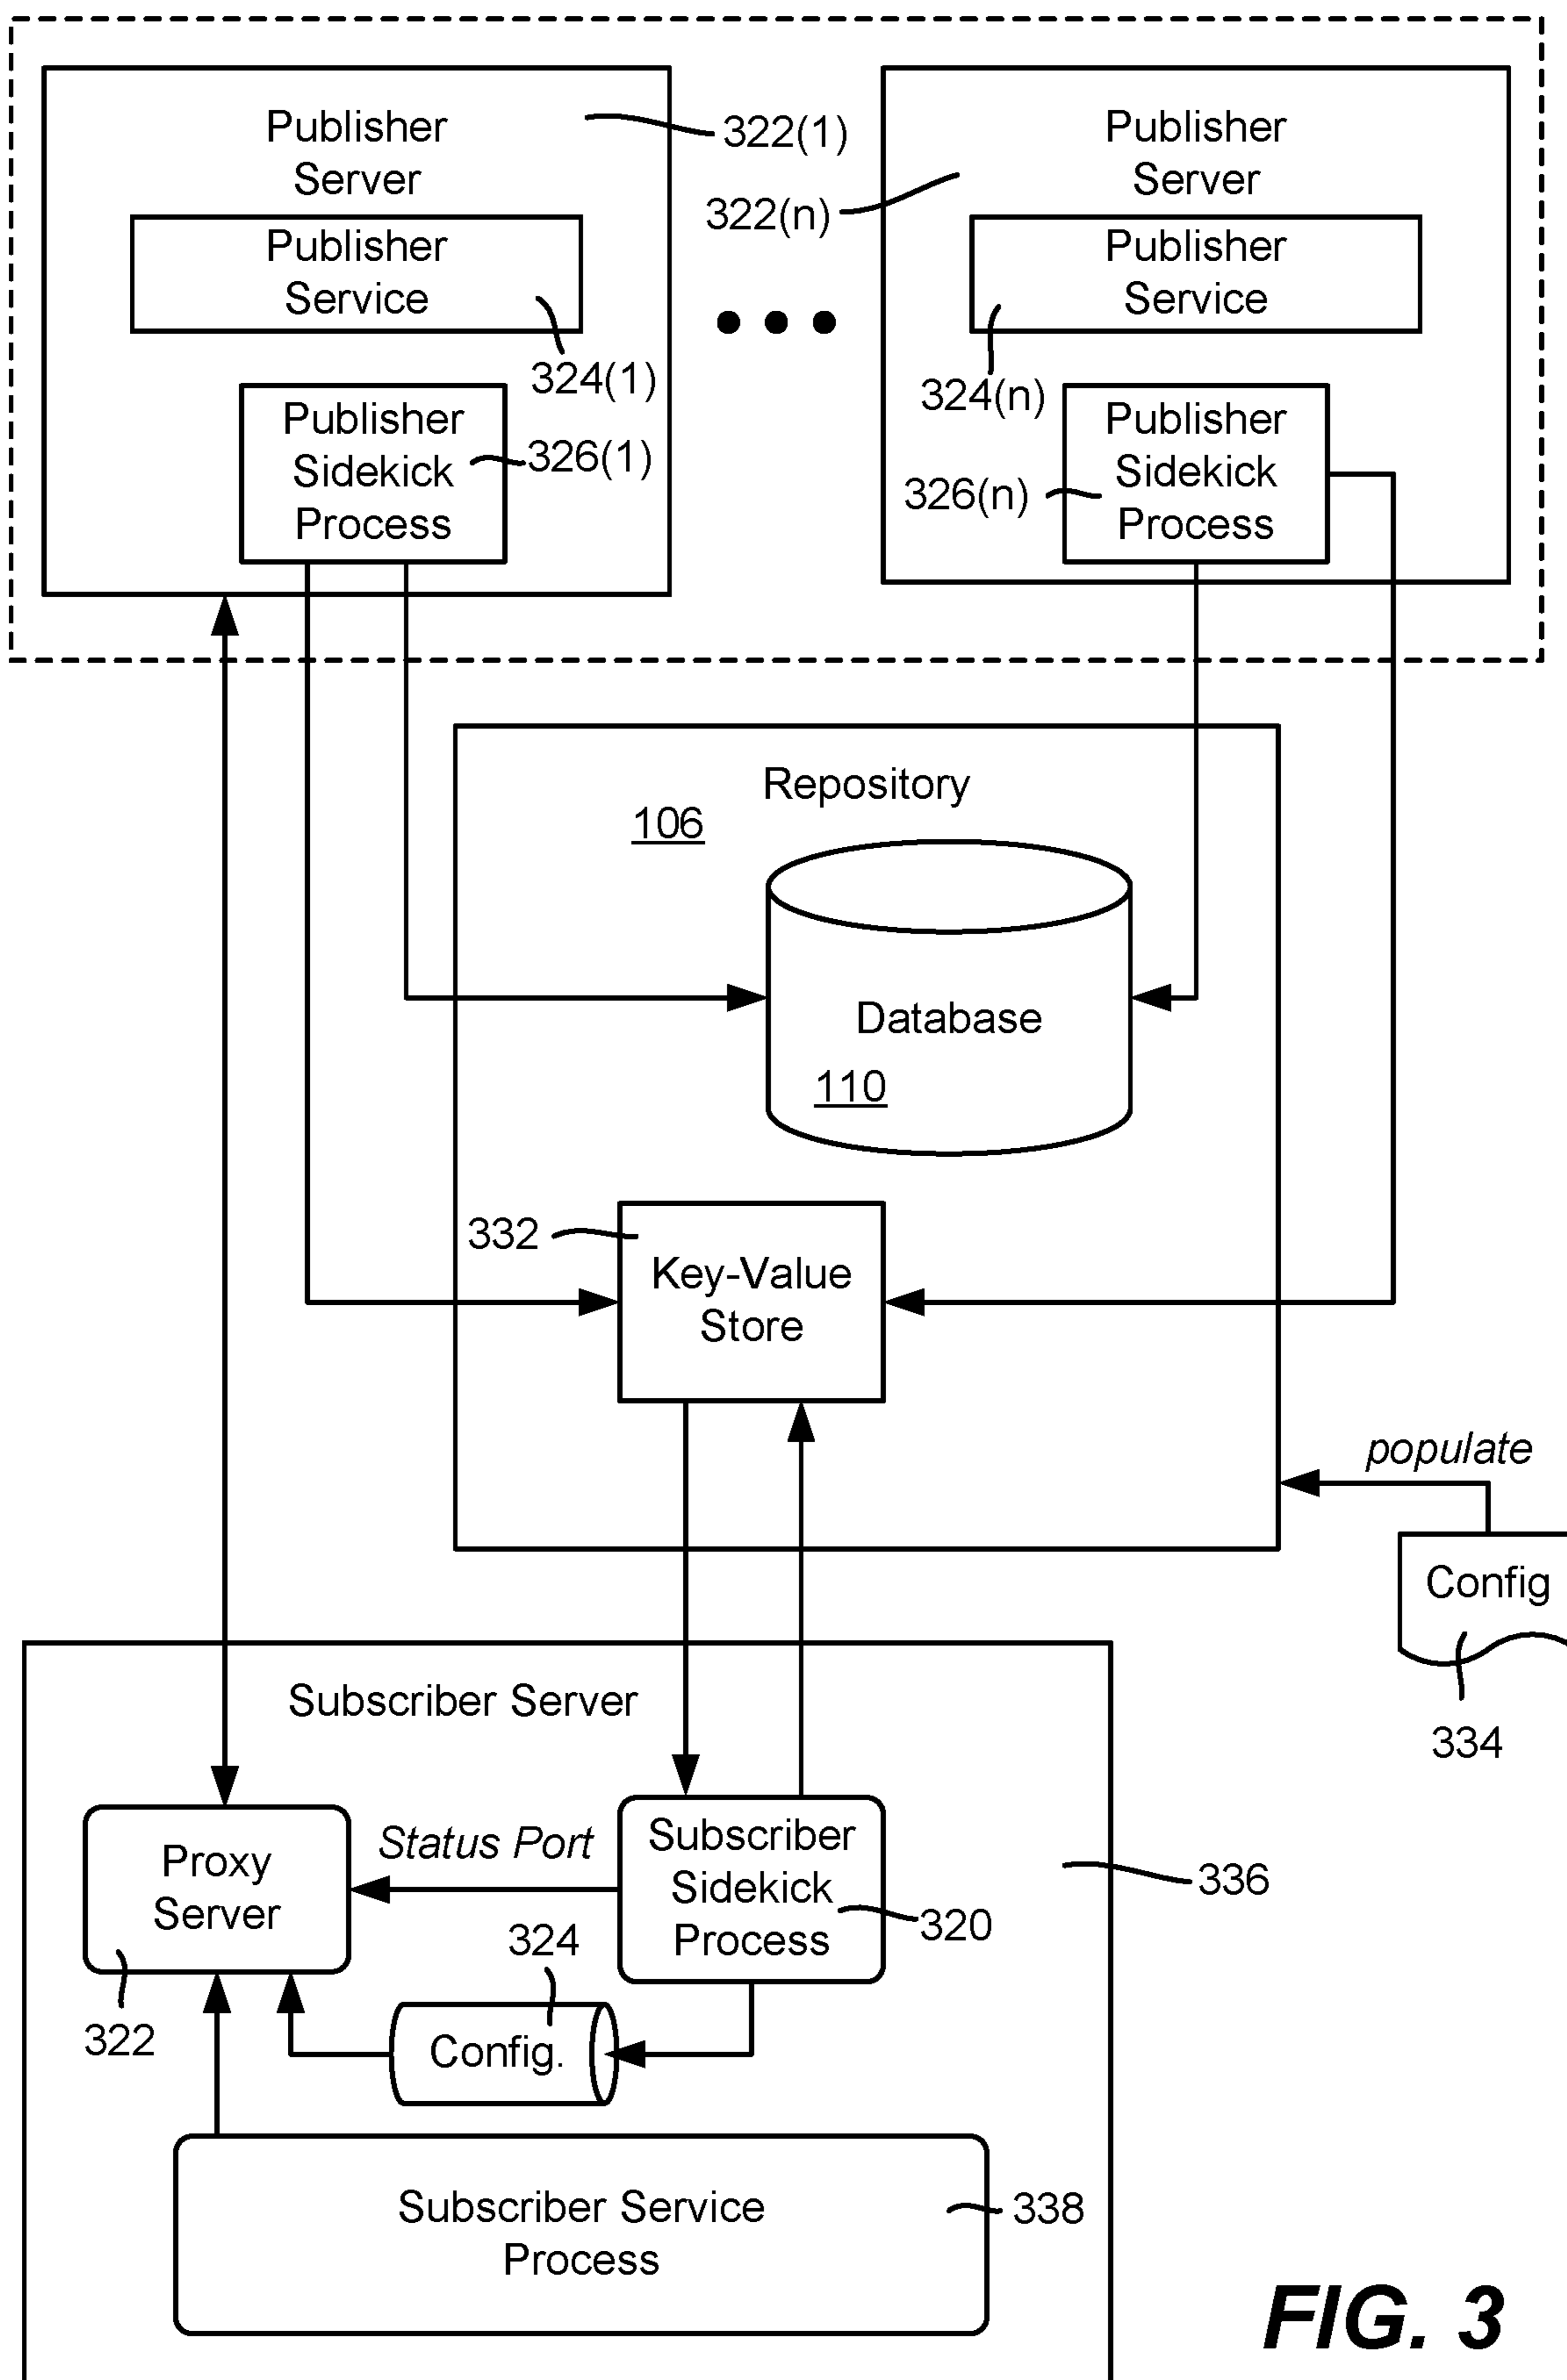 Publisher
Server
322(1)
Publisher
Service
324(1)
Publisher
Sidekick
Process
326(1)
Publisher
Server
322(n)
Publisher
Service
324(n)
Publisher
Sidekick
Process
326(n)
Repository
106
Database
110
332
Key-Value
Store
populate
Config
334
Subscriber Server
Proxy
Server
322
Status Port
Subscriber
Sidekick
Process
320
336
324
Config.
Subscriber Service
Process
338
FIG. 3